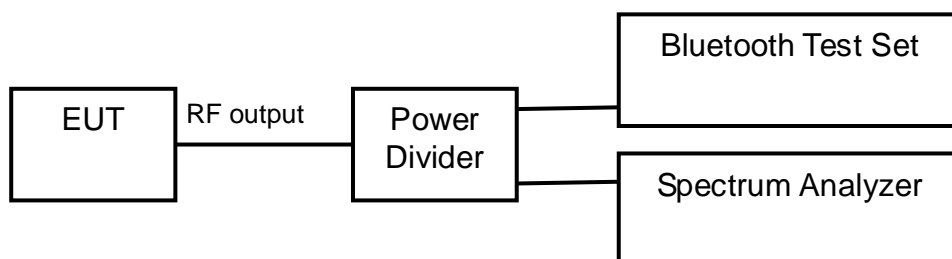 EUT
RF output
Power
Divider
Bluetooth Test Set
Spectrum Analyzer